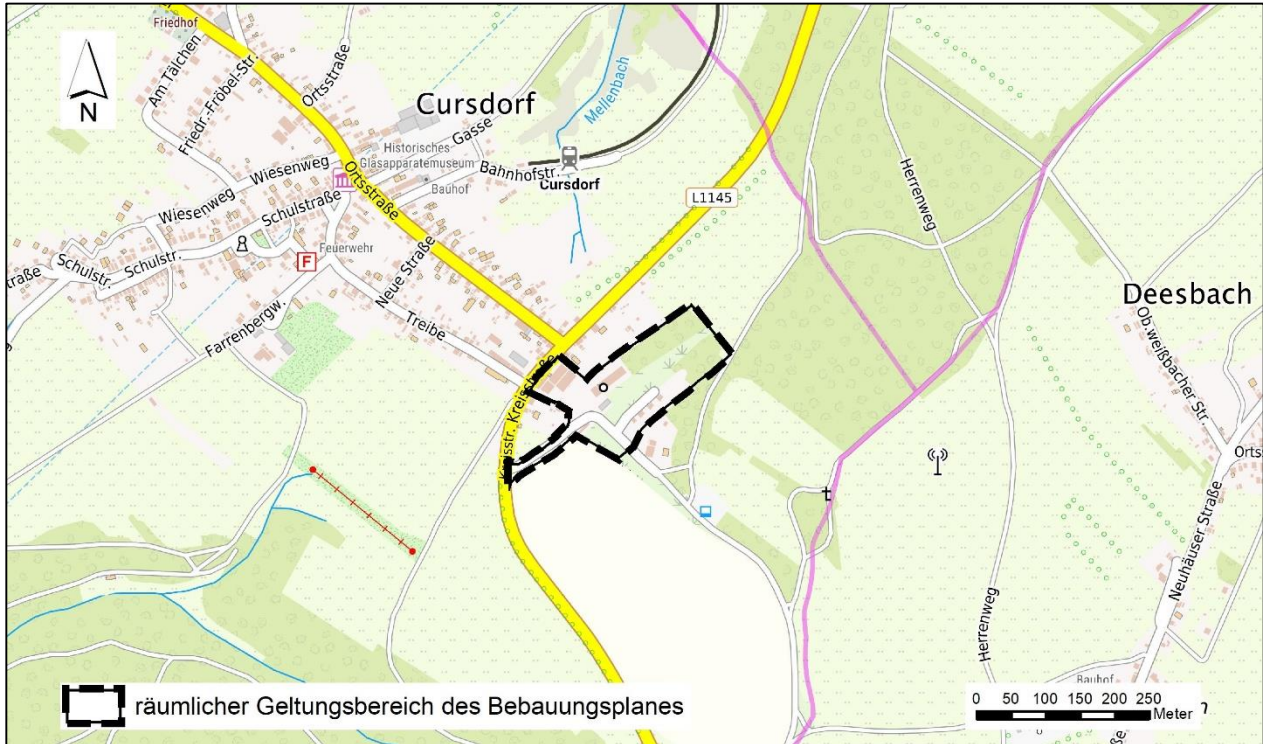 Friedhof
N
Am Tälchen
Friedr.-Fröbel-Str.
Ortsstraße
Cursdorf
Gasse
Historisches
Glasapparatemuseum
Bauhof
Bahnhofstr.
Mellenbach
Cursdorf
L1145
Herrenweg
Wiesenweg
Wiesenweg
Schulstraße
Ortsstraße
Schulstr.
Schulstr.
traße
F
Feuerwehr
Neue Straße
Treibe
Farrenbergw.
Deesbach
Ob.weißbacher Str.
Kreisstraße
Kreisstr.
Neuhäuser Straße
Herrenweg
Bauhof
räumlicher Geltungsbereich des Bebauungsplanes
0 50 100 150 200 250
Meter